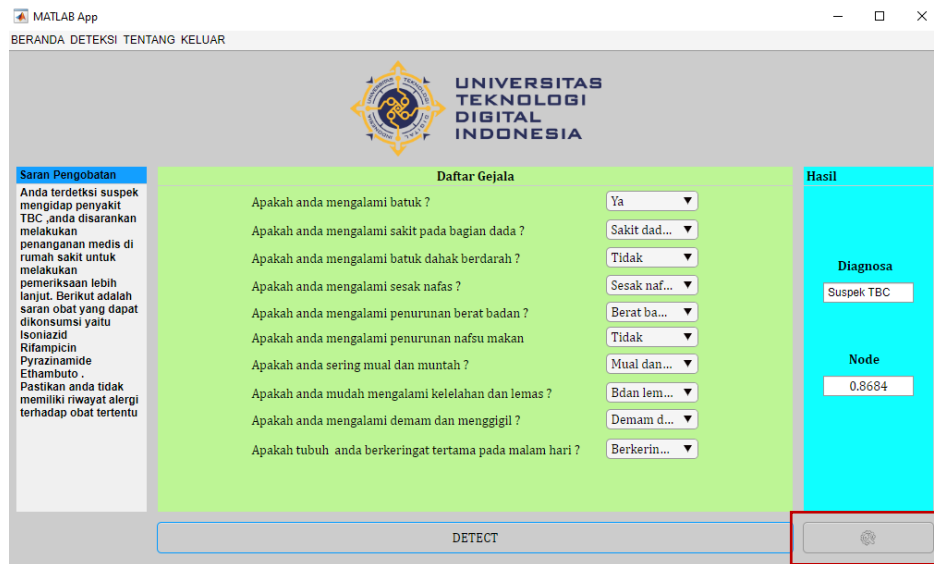 MATLAB App
BERANDA DETEKSI TENTANG KELUAR
UNIVERSITAS
TEKNOLOGI
DIGITAL
INDONESIA
Saran Pengobatan
Anda terdetksi suspek
mengidap penyakit
TBC ,anda disarankan
melakukan
penanganan medis di
rumah sakit untuk
melakukan
pemeriksaan lebih
lanjut. Berikut adalah
saran obat yang dapat
dikonsumsi yaitu
Isoniazid
Rifampicin
Pyrazinamide
Ethambuto .
Pastikan anda tidak
memiliki riwayat alergi
terhadap obat tertentu
Daftar Gejala
Apakah anda mengalami batuk ? Ya
Apakah anda mengalami sakit pada bagian dada ? Sakit dad...
Apakah anda mengalami batuk dahak berdarah ? Tidak
Apakah anda mengalami sesak nafas ? Sesak naf...
Apakah anda mengalami penurunan berat badan ? Berat ba...
Apakah anda mengalami penurunan nafsu makan Tidak
Apakah anda sering mual dan muntah ? Mual dan...
Apakah anda mudah mengalami kelelahan dan lemas ? Bdan lem...
Apakah anda mengalami demam dan menggigil ? Demam d...
Apakah tubuh anda berkeringat tertama pada malam hari ? Berkerin...
DETECT
Hasil
Diagnosa
Suspek TBC
Node
0.8684